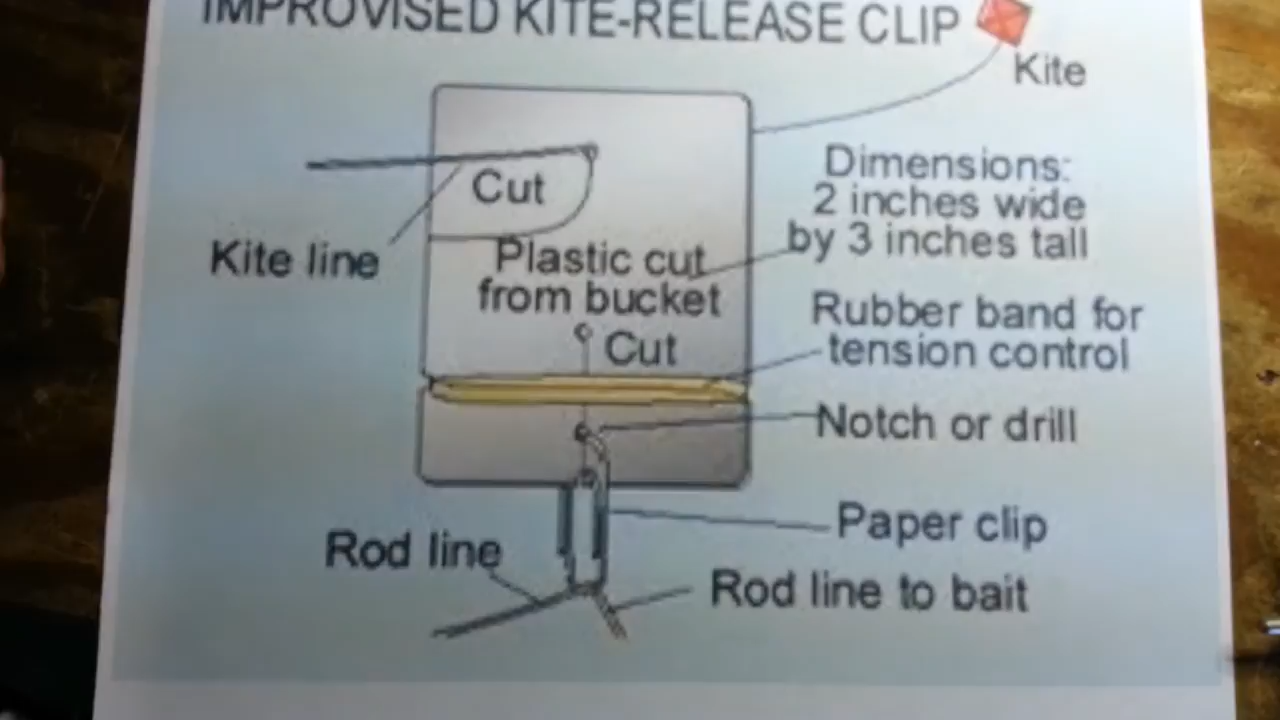 IMPROVISED KITE-RELEASE CLIP
Kite
Cut
Kite line
Dimensions:
2 inches wide
by 3 inches tall
Plastic cut
from bucket
Cut
Rubber band for
tension control
Notch or drill
Paper clip
Rod line
Rod line to bait